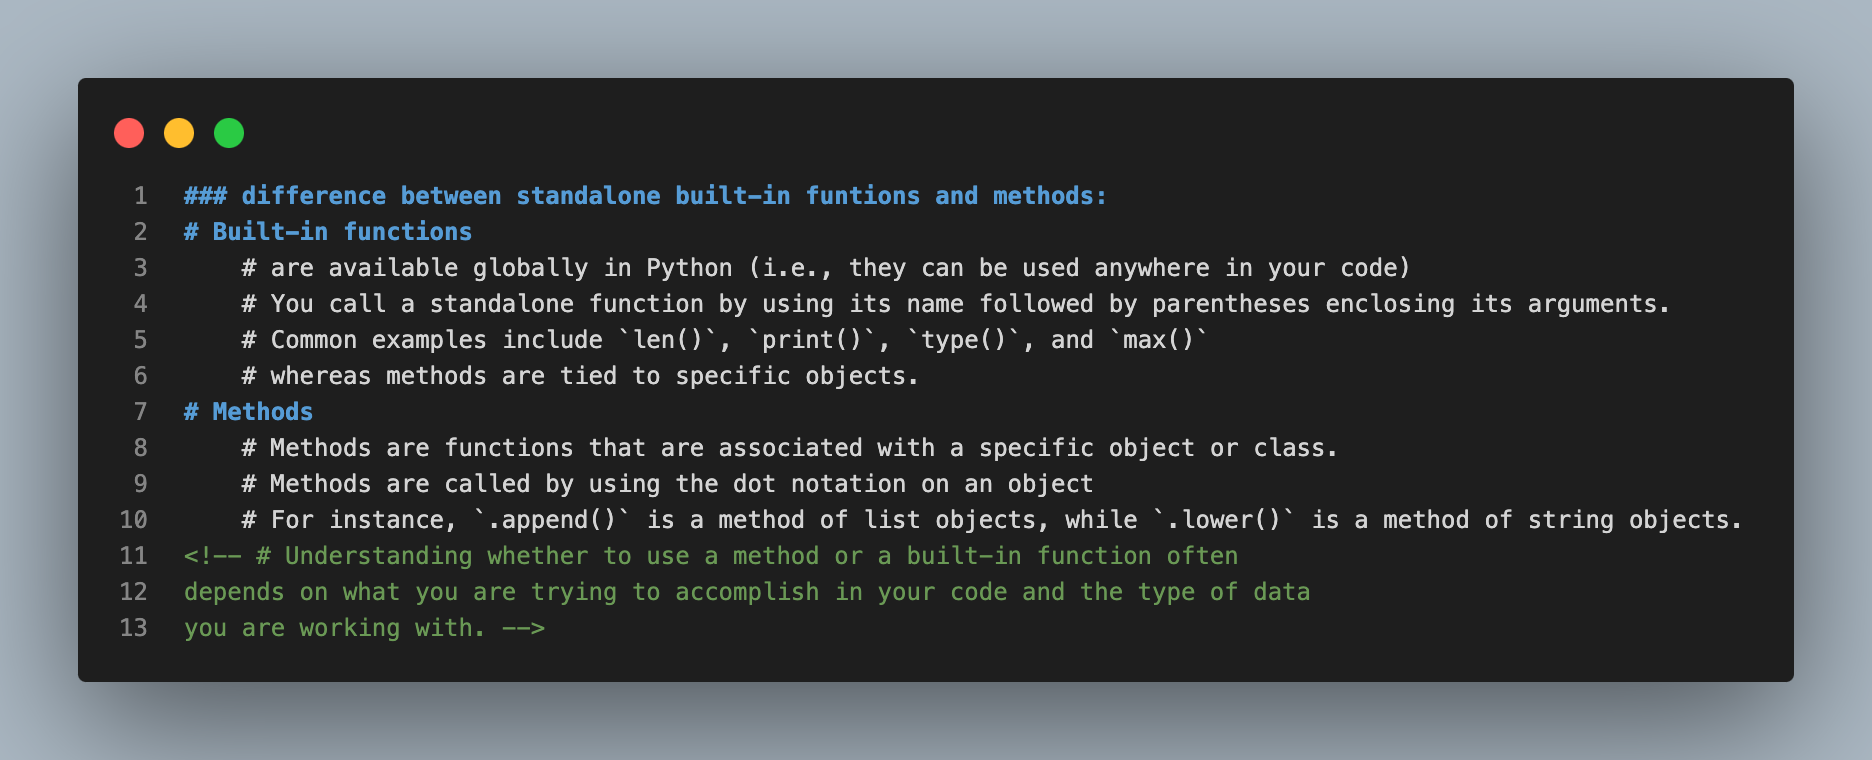 1 ### difference between standalone built-in funtions and methods:
2 # Built-in functions
3     # are available globally in Python (i.e., they can be used anywhere in your code)
4     # You call a standalone function by using its name followed by parentheses enclosing its arguments.
5     # Common examples include `len()`, `print()`, `type()`, and `max()`
6     # whereas methods are tied to specific objects.
7 # Methods
8     # Methods are functions that are associated with a specific object or class.
9     # Methods are called by using the dot notation on an object
10     # For instance, `.append()` is a method of list objects, while `.lower()` is a method of string objects.
11 <!-- # Understanding whether to use a method or a built-in function often
12 depends on what you are trying to accomplish in your code and the type of data
13 you are working with. -->